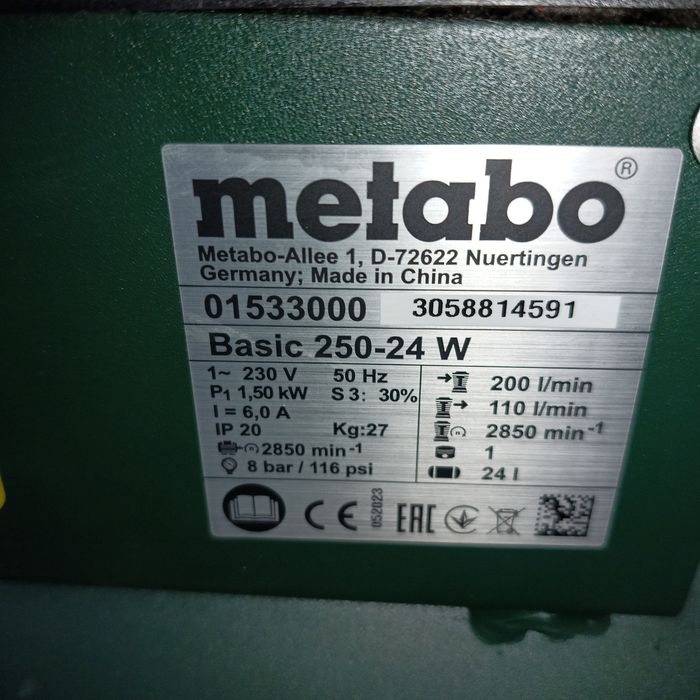 metabo®
Metabo-Allee 1, D-72622 Nuertingen
Germany; Made in China
01533000 3058814591
Basic 250-24 W
1~ 230 V 50 Hz
P1 1,50 kW S 3: 30%
I = 6,0 A
IP 20 Kg:27
2850 min-1
8 bar / 116 psi
200 l/min
110 l/min
2850 min-1
1
24 l
CE
052023
EAC